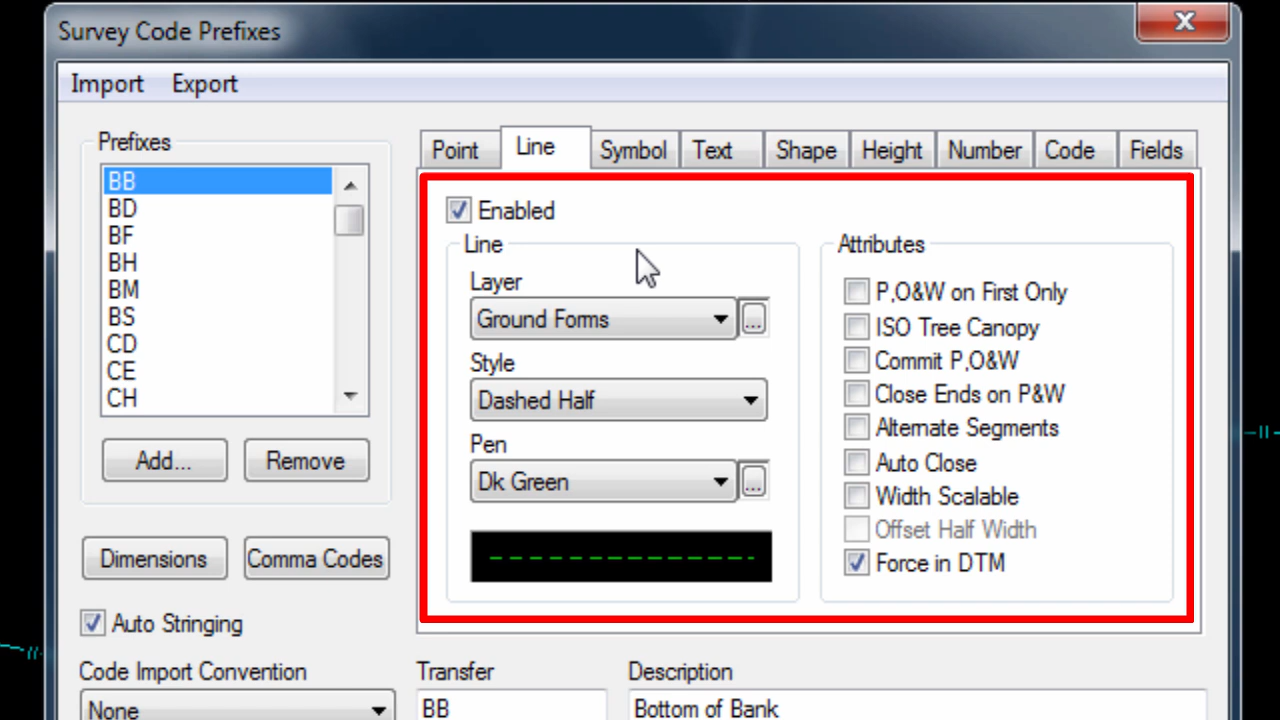 Survey Code Prefixes
Import Export
Prefixes
BB
BD
BF
BH
BM
BS
CD
CE
CH
Add... Remove
Dimensions Comma Codes
Auto Stringing
Code Import Convention
None
Point Line Symbol Text Shape Height Number Code Fields
Enabled
Line
Layer
Ground Forms ...
Style
Dashed Half
Pen
Dk Green ...
Attributes
P,O&W on First Only
ISO Tree Canopy
Commit P,O&W
Close Ends on P&W
Alternate Segments
Auto Close
Width Scalable
Offset Half Width
Force in DTM
Transfer
BB
Description
Bottom of Bank